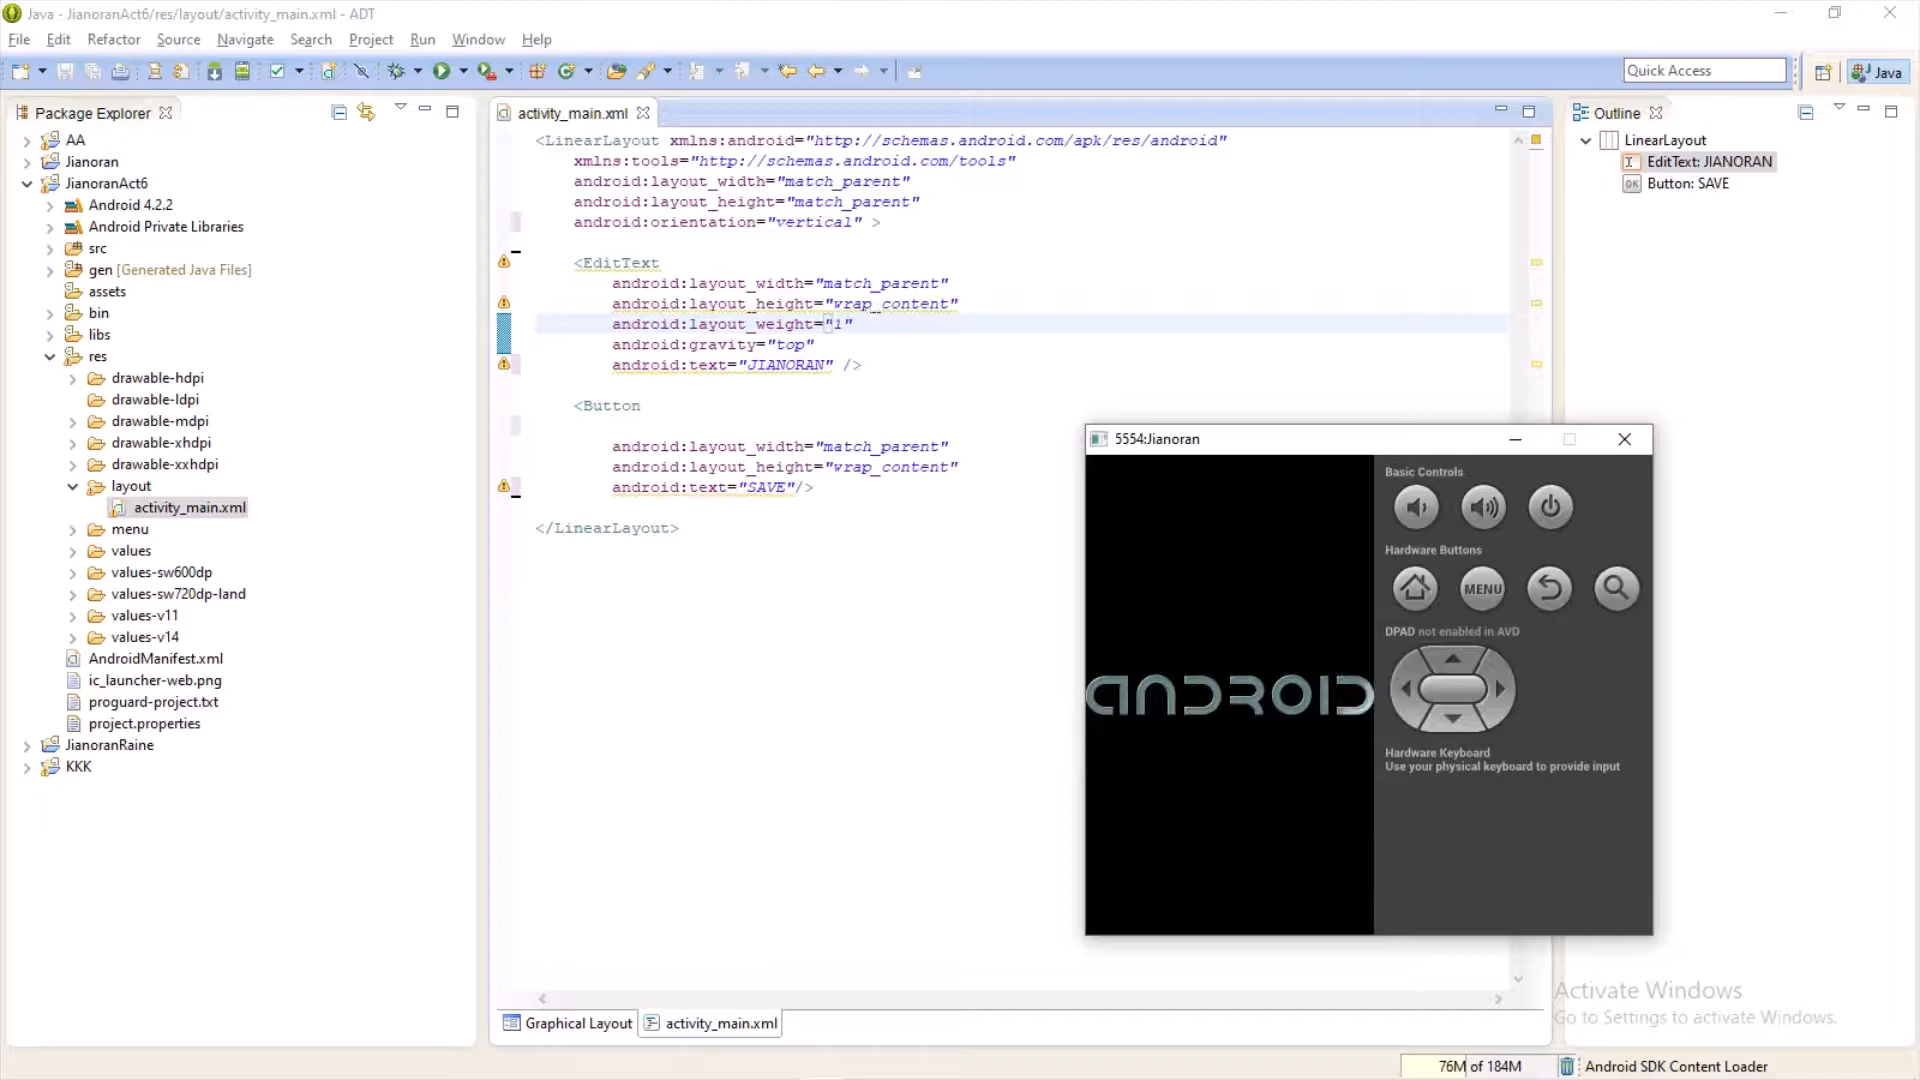 Java - JianoranAct6/res/layout/activity_main.xml - ADT
File Edit Refactor Source Navigate Search Project Run Window Help
Quick Access
Java
Package Explorer
AA
Jianoran
JianoranAct6
Android 4.2.2
Android Private Libraries
src
gen [Generated Java Files]
assets
bin
libs
res
drawable-hdpi
drawable-ldpi
drawable-mdpi
drawable-xhdpi
drawable-xxhdpi
layout
activity_main.xml
menu
values
values-sw600dp
values-sw720dp-land
values-v11
values-v14
AndroidManifest.xml
ic_launcher-web.png
proguard-project.txt
project.properties
JianoranRaine
KKK
activity_main.xml
<LinearLayout xmlns:android="http://schemas.android.com/apk/res/android"
xmlns:tools="http://schemas.android.com/tools"
android:layout_width="match_parent"
android:layout_height="match_parent"
android:orientation="vertical" >
<EditText
android:layout_width="match_parent"
android:layout_height="wrap_content"
android:layout_weight="1"
android:gravity="top"
android:text="JIANORAN" />
<Button
android:layout_width="match_parent"
android:layout_height="wrap_content"
android:text="SAVE"/>
</LinearLayout>
Graphical Layout
activity_main.xml
Outline
LinearLayout
EditText: JIANORAN
OK
Button: SAVE
5554:Jianoran
ANDROID
Basic Controls
Hardware Buttons
MENU
DPAD not enabled in AVD
Hardware Keyboard
Use your physical keyboard to provide input
Activate Windows
Go to Settings to activate Windows.
76M of 184M
Android SDK Content Loader